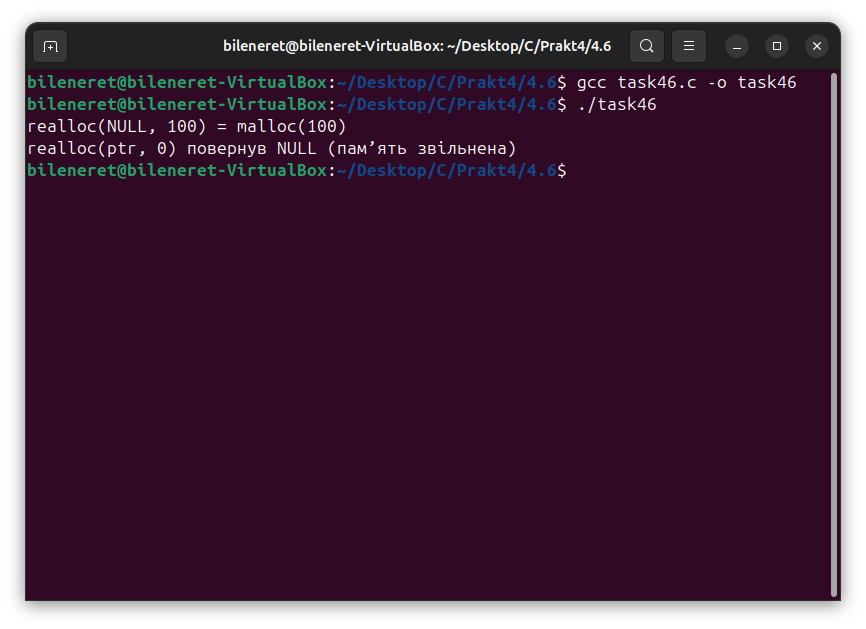 bileneret@bileneret-VirtualBox: ~/Desktop/C/Prakt4/4.6
bileneret@bileneret-VirtualBox:~/Desktop/C/Prakt4/4.6$ gcc task46.c -o task46
bileneret@bileneret-VirtualBox:~/Desktop/C/Prakt4/4.6$ ./task46
realloc(NULL, 100) = malloc(100)
realloc(ptr, 0) повернув NULL (пам’ять звільнена)
bileneret@bileneret-VirtualBox:~/Desktop/C/Prakt4/4.6$